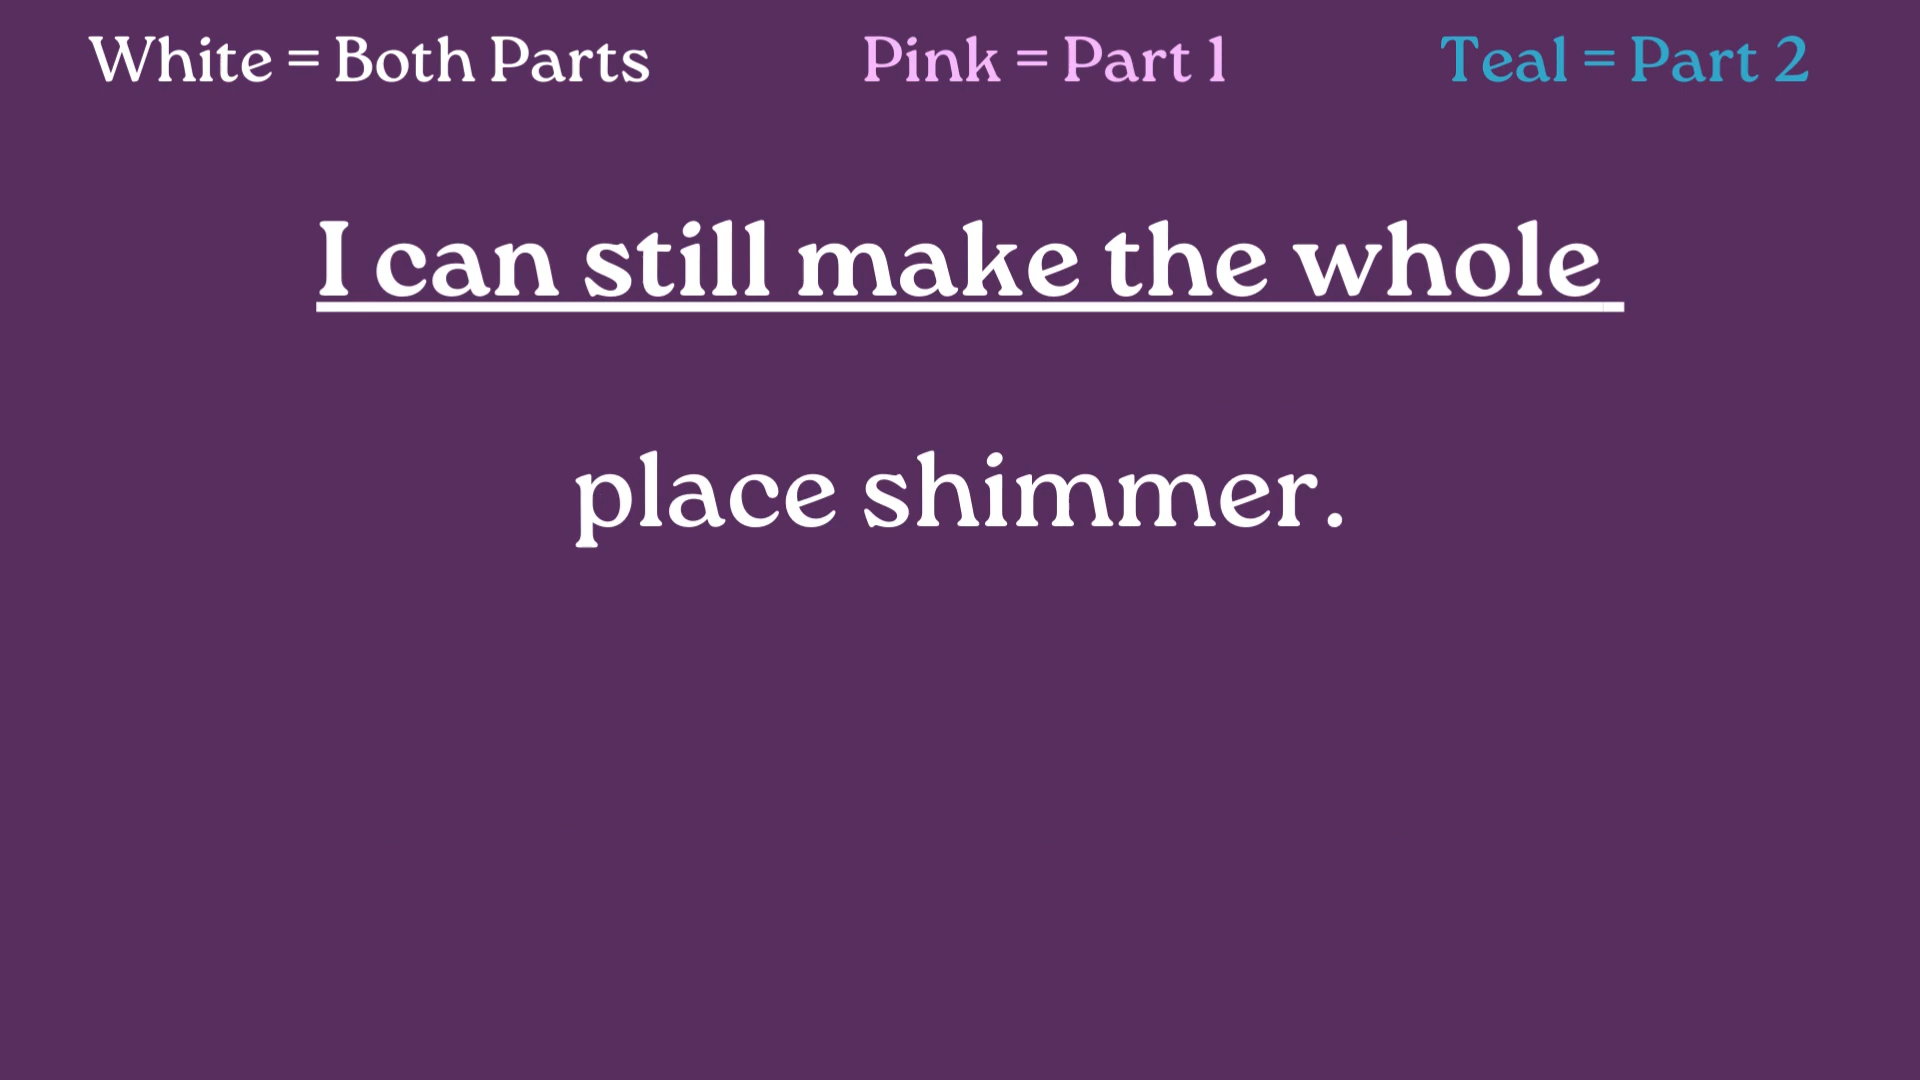 White = Both Parts
Pink = Part 1
Teal = Part 2
I can still make the whole
place shimmer.